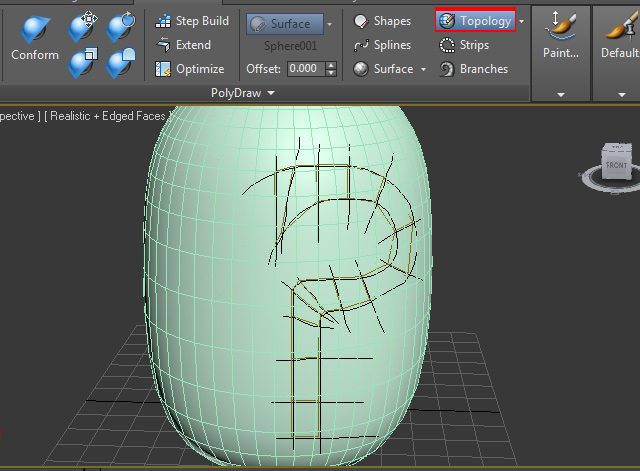 Step Build
Surface
Shapes
Topology
Sphere001
Extend
Splines
Strips
Conform
Optimize
Offset: 0.000
Surface
Branches
Paint...
Default
PolyDraw
pective ] [ Realistic + Edged Faces ]
FRONT